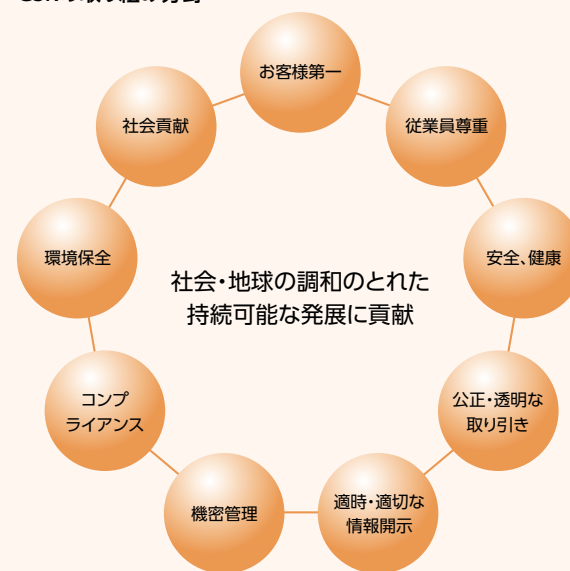 お客様第一
従業員尊重
安全、健康
公正・透明な
取り引き
適時・適切な
情報開示
機密管理
コンプ
ライアンス
環境保全
社会貢献
社会・地球の調和のとれた
持続可能な発展に貢献